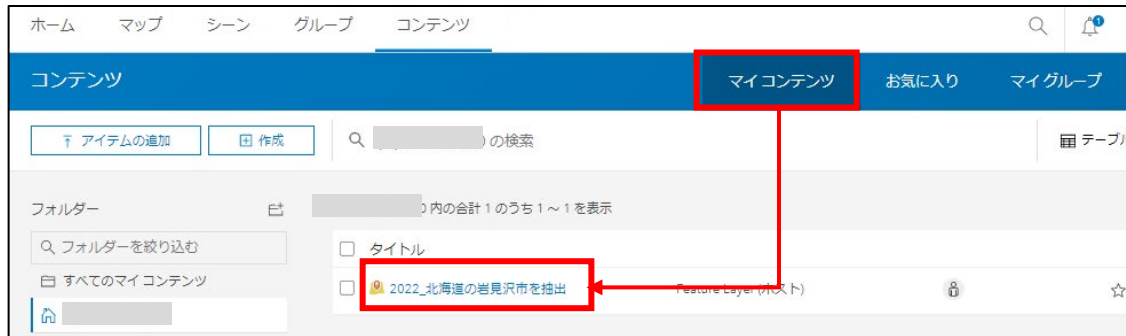 ホーム マップ シーン グループ コンテンツ 1
コンテンツ マイ コンテンツ お気に入り マイ グループ
アイテムの追加 作成 の検索 テーブル
フォルダー 内の合計 1 のうち 1 ~ 1 を表示
フォルダーを絞り込む タイトル
すべてのマイ コンテンツ
2022_北海道の岩見沢市を抽出 Feature Layer (ホスト)